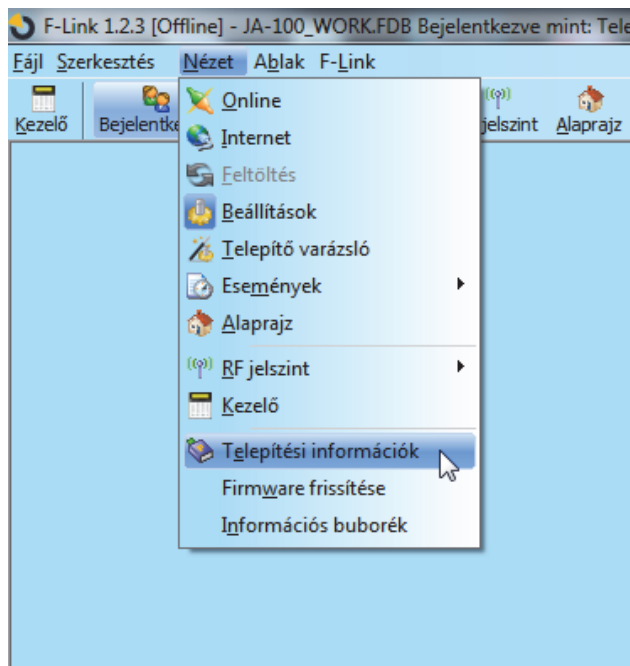 F-Link 1.2.3 [Offline] - JA-100_WORK.FDB Bejelentkezve mint: Tele
Fájl Szerkesztés Nézet Ablak F-Link
Kezelő Bejelentke jelszint Alaprajz
Online
Internet
Feltöltés
Beállítások
Telepítő varázsló
Események
Alaprajz
RF jelszint
Kezelő
Telepítési információk
Firmware frissítése
Információs buborék